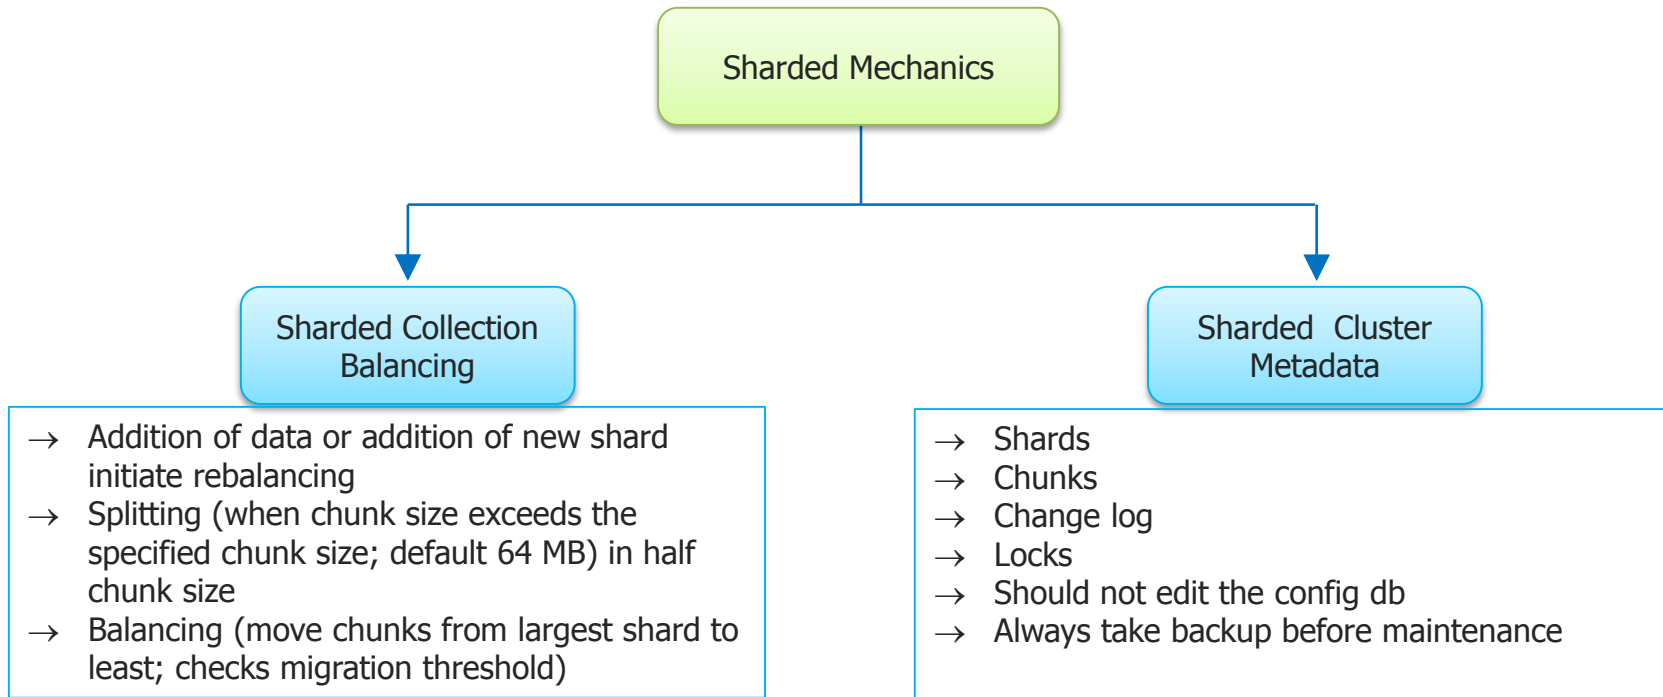 Sharded Mechanics
Sharded Collection
Balancing
→ Addition of data or addition of new shard
initiate rebalancing
→ Splitting (when chunk size exceeds the
specified chunk size; default 64 MB) in half
chunk size
→ Balancing (move chunks from largest shard to
least; checks migration threshold)
Sharded Cluster
Metadata
→ Shards
→ Chunks
→ Change log
→ Locks
→ Should not edit the config db
→ Always take backup before maintenance